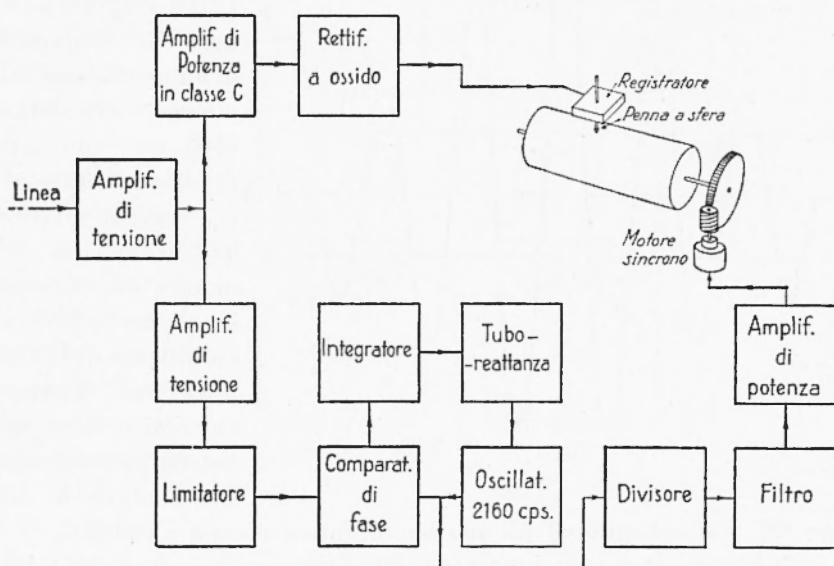 Amplif. di
Potenza
in classe C
Rettif.
a ossido
Registratore
Penna a sfera
Linea
Amplif.
di
tensione
Motore
sincrono
Amplif.
di
tensione
Integratore
Tubo-
-reattanza
Amplif.
di
potenza
Limitatore
Comparat.
di
fase
Oscillat.
2160 cps.
Divisore
Filtro